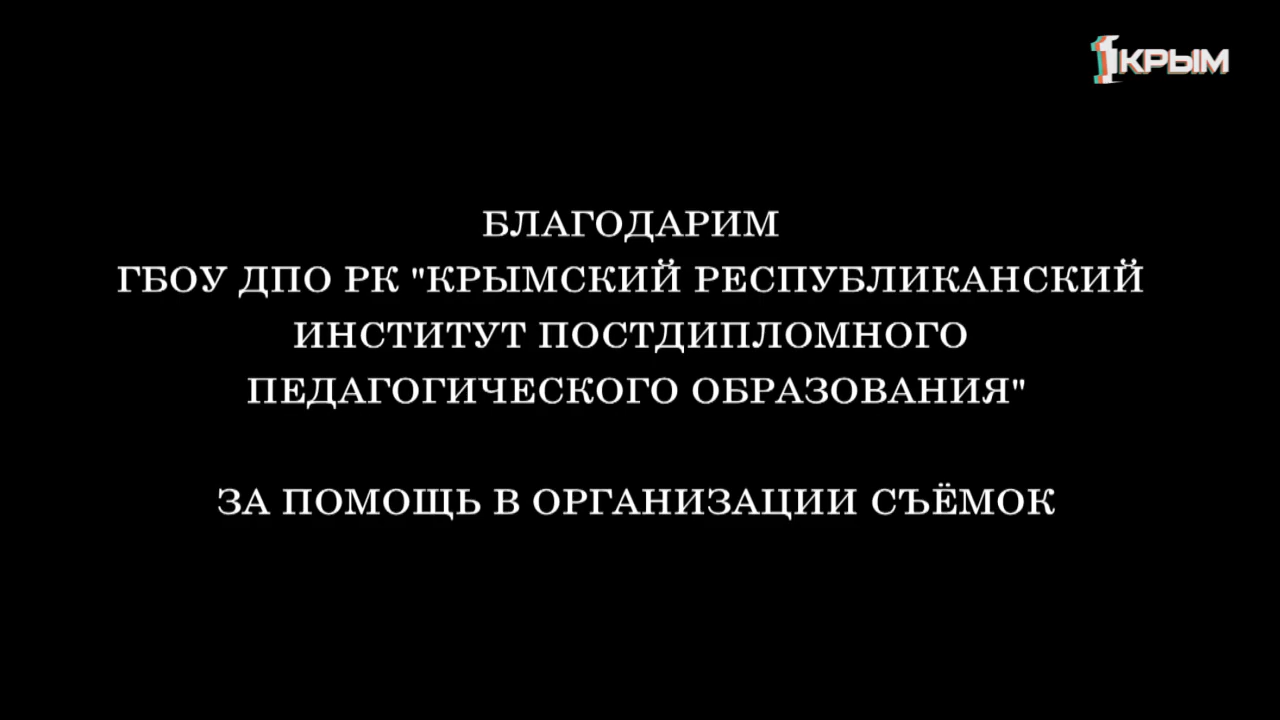 1КРЫМ
БЛАГОДАРИМ
ГБОУ ДПО РК "КРЫМСКИЙ РЕСПУБЛИКАНСКИЙ
ИНСТИТУТ ПОСТДИПЛОМНОГО
ПЕДАГОГИЧЕСКОГО ОБРАЗОВАНИЯ"
ЗА ПОМОЩЬ В ОРГАНИЗАЦИИ СЪЁМОК